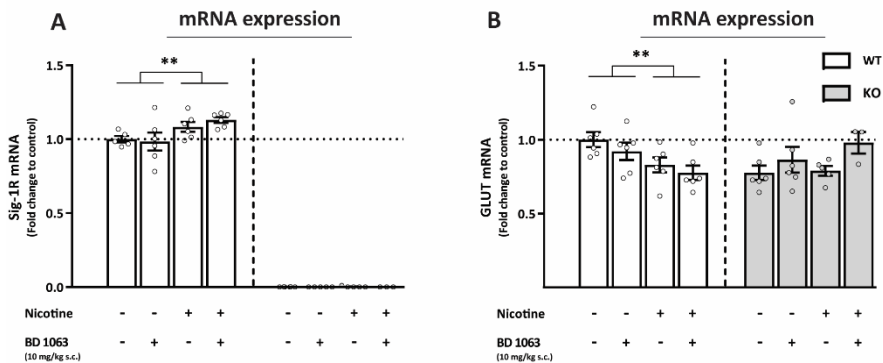 A
mRNA expression
**
Sig-1R mRNA
(Fold change to control)
1.5
1.0
0.5
0.0
Nicotine - - + + - - + +
BD 1063 - + - + - + - +
(10 mg/kg s.c.)
B
mRNA expression
**
WT
KO
GLUT mRNA
(Fold change to control)
1.5
1.0
0.5
Nicotine - - + + - - + +
BD 1063 - + - + - + - +
(10 mg/kg s.c.)